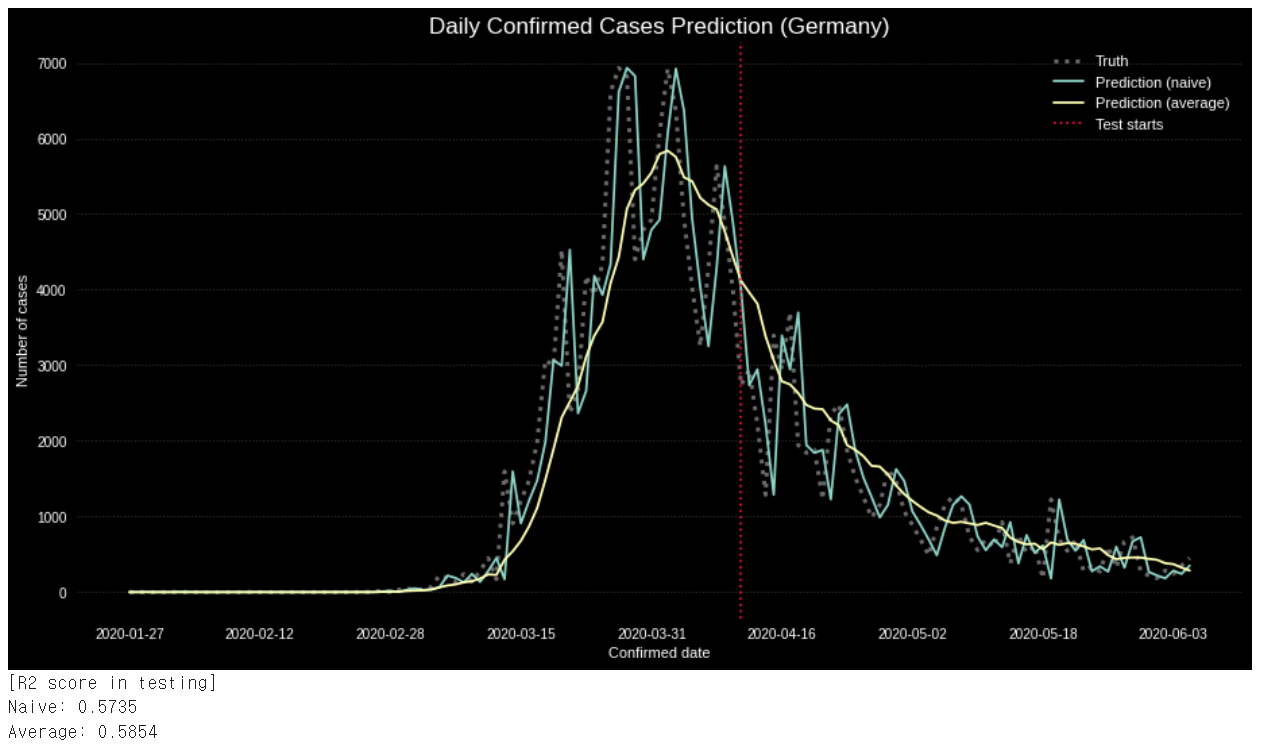 Daily Confirmed Cases Prediction (Germany)
Truth
Prediction (naive)
Prediction (average)
Test starts
7000
6000
5000
4000
3000
2000
1000
0
Number of cases
2020-01-27 2020-02-12 2020-02-28 2020-03-15 2020-03-31 2020-04-16 2020-05-02 2020-05-18 2020-06-03
Confirmed date
[R2 score in testing]
Naive: 0.5735
Average: 0.5854